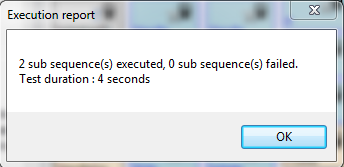 Execution report
2 sub sequence(s) executed, 0 sub sequence(s) failed.
Test duration : 4 seconds
OK